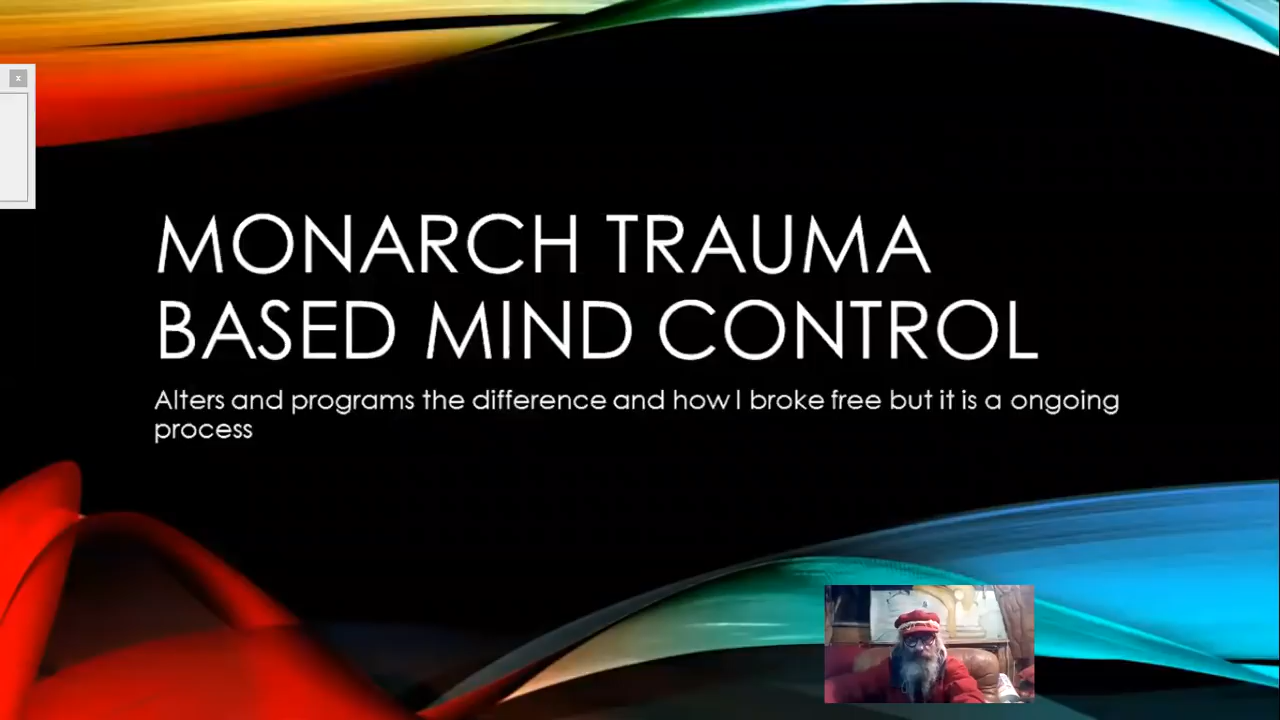 MONARCH TRAUMA
BASED MIND CONTROL
Alters and programs the difference and how I broke free but it is a ongoing
process